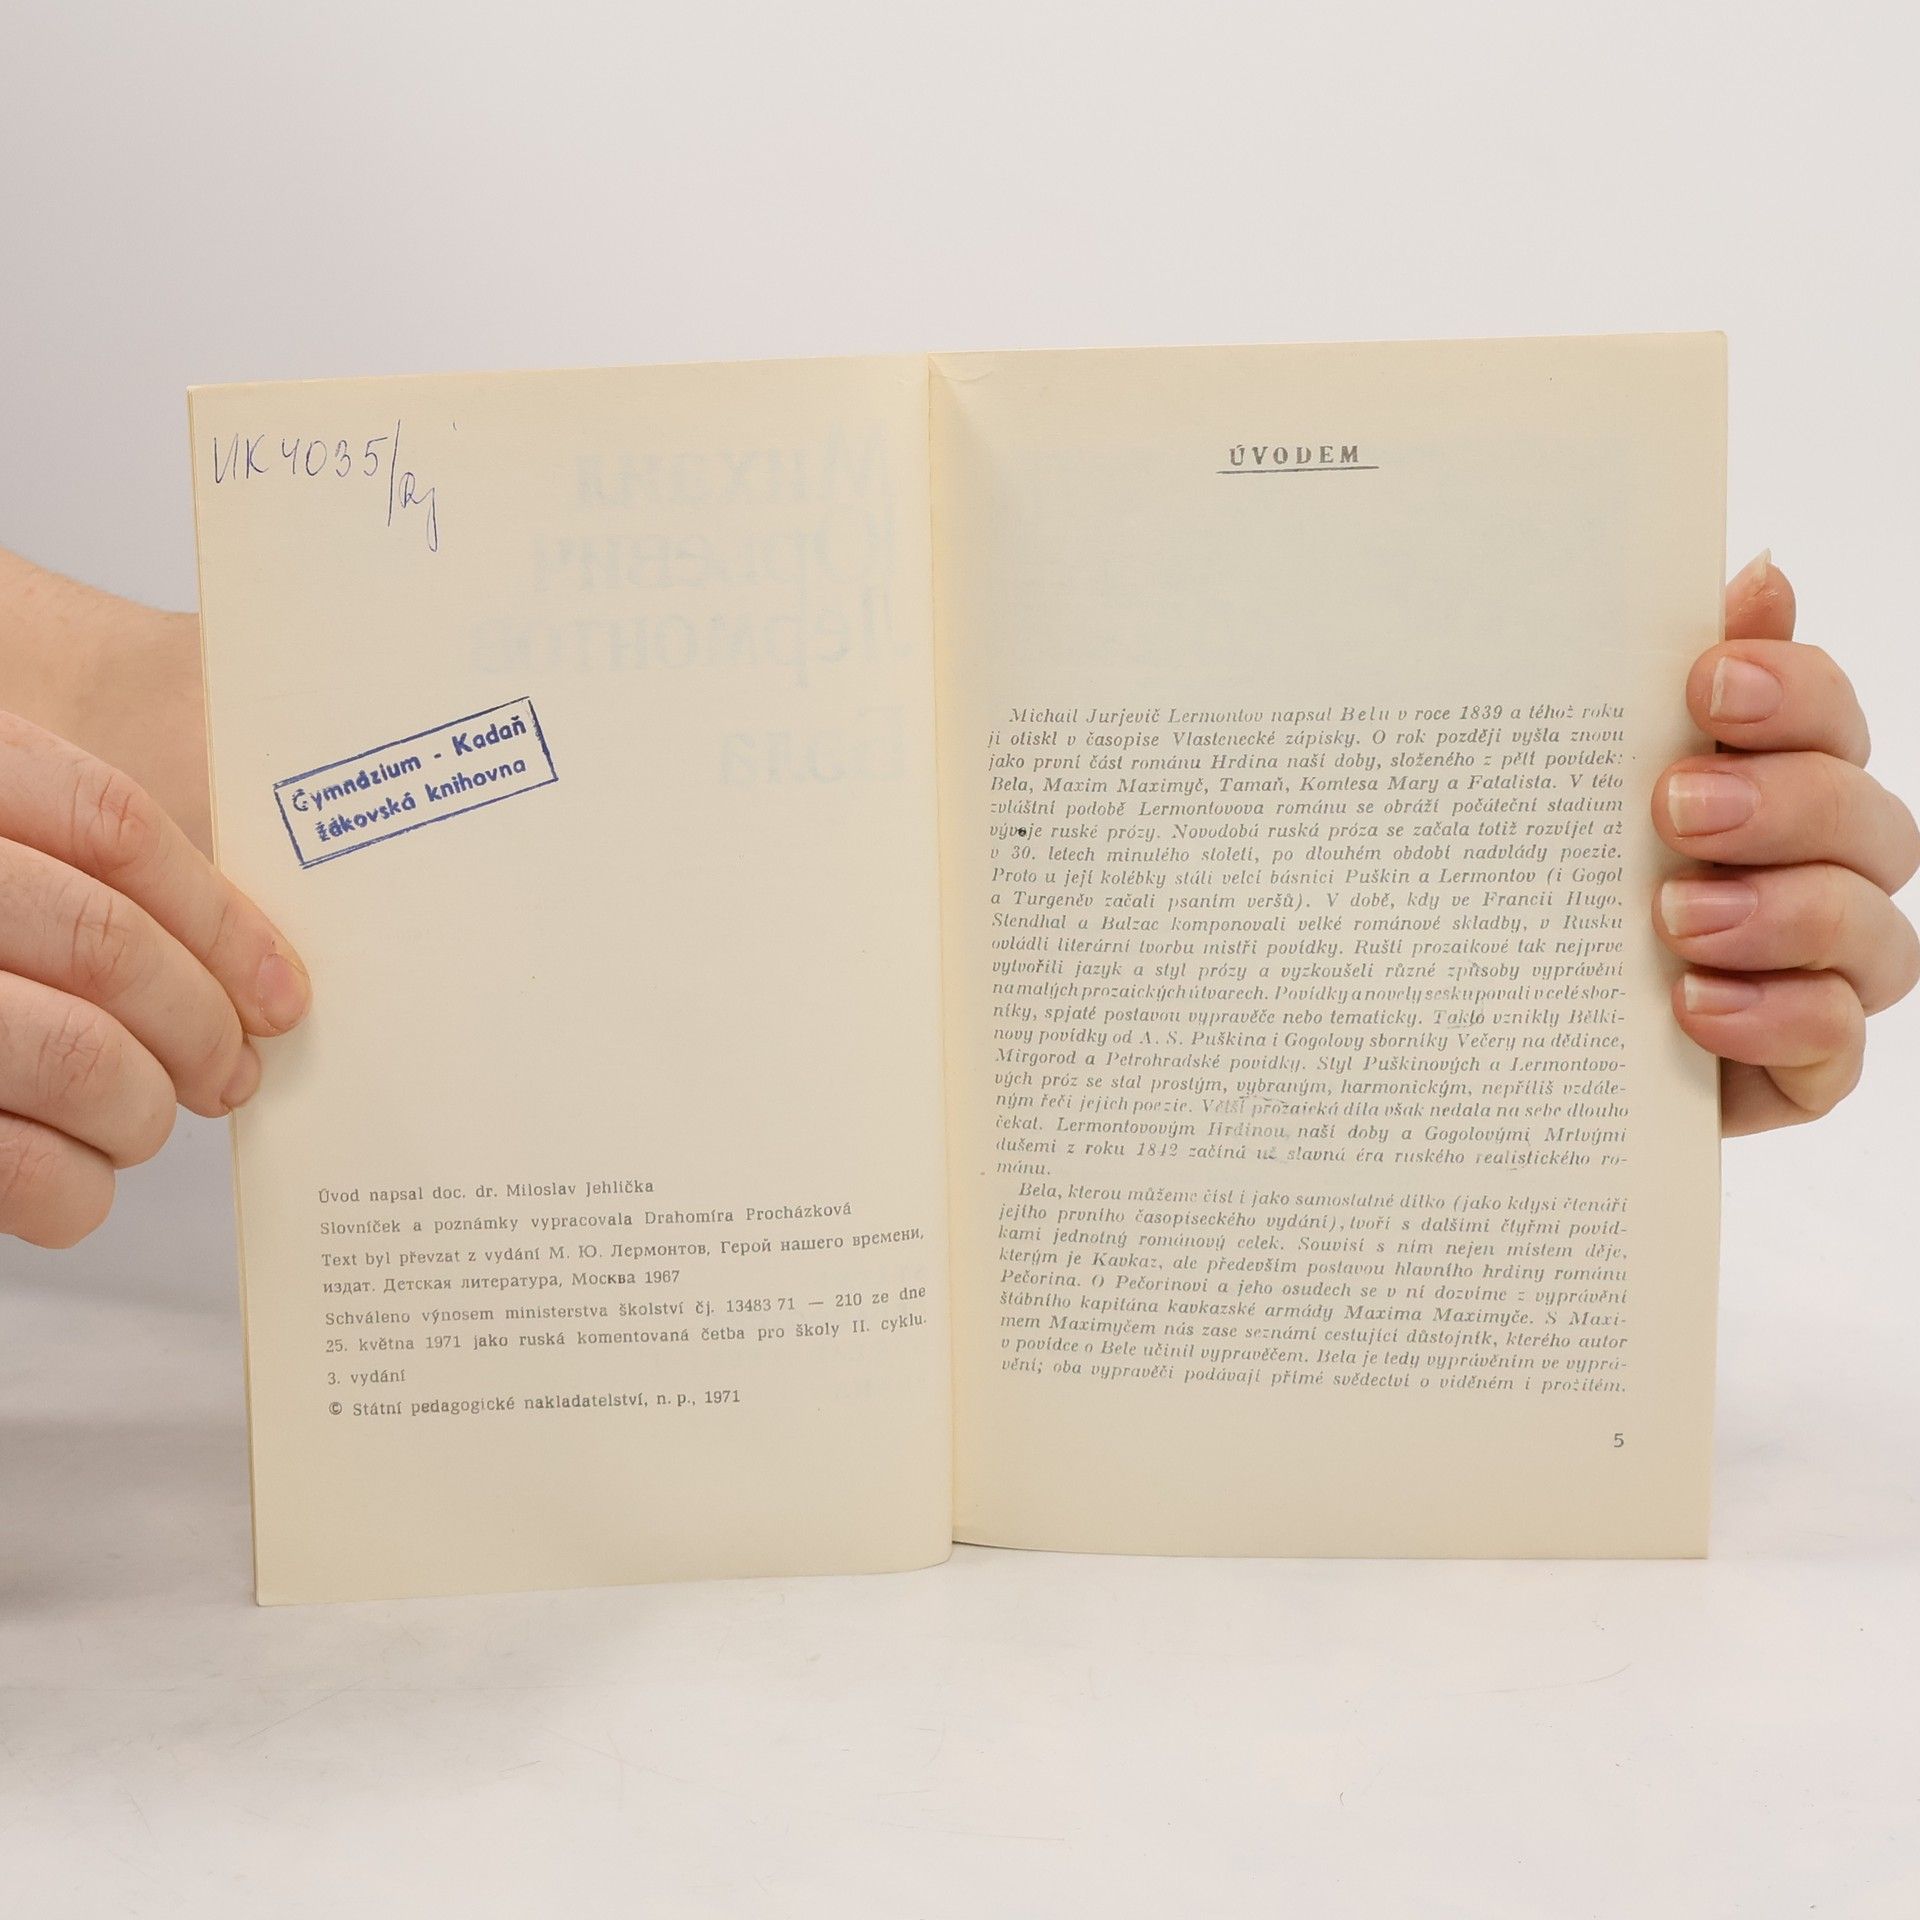 VK 4035/Rj
Gymnázium - Kadaň
žákovská knihovna
Úvod napsal doc. dr. Miloslav Jehlička
Slovníček a poznámky vypracovala Drahomíra Procházková
Text byl převzat z vydání М. Ю. Лермонтов, Герой нашего времени,
издат. Детская литература, Москва 1967
Schváleno výnosem ministerstva školství čj. 13483 71 — 210 ze dne
25. května 1971 jako ruská komentovaná četba pro školy II. cyklu.
3. vydání
© Státní pedagogické nakladatelství, n. p., 1971
ÚVODEM
Michail Jurjevič Lermontov napsal Belu v roce 1839 a téhož roku
ji otiskl v časopise Vlastenecké zápisky. O rok později vyšla znovu
jako první část románu Hrdina naší doby, složeného z pěti povídek:
Bela, Maxim Maximyč, Tamaň, Komtesa Mary a Fatalista. V této
zvláštní podobě Lermontovova románu se obráží počáteční stadium
vývoje ruské prózy. Novodobá ruská próza se začala totiž rozvíjet až
v 30. letech minulého století, po dlouhém období nadvlády poezie.
Proto u její kolébky stáli velcí básníci Puškin a Lermontov (i Gogol
a Turgeněv začali psaním veršů). V době, kdy ve Francii Hugo,
Stendhal a Balzac komponovali velké románové skladby, v Rusku
ovládli literární tvorbu mistři povídky. Ruští prozaikové tak nejprve
vytvořili jazyk a styl prózy a vyzkoušeli různé způsoby vyprávění
na malých prozaických útvarech. Povídky a novely seskupovali v celé sbor-
níky, spjaté postavou vypravěče nebo tematicky. Takto vznikly Bělki-
novy povídky od A. S. Puškina i Gogolovy sborníky Večery na dědince,
Mirgorod a Petrohradské povídky. Styl Puškinových a Lermontovo-
vých próz se stal prostým, vybraným, harmonickým, nepříliš vzdále-
ným řeči jejich poezie. Větší prozaická díla však nedala na sebe dlouho
čekat. Lermontovovým Hrdinou naší doby a Gogolovými Mrtvými
dušemi z roku 1842 začíná už slavná éra ruského realistického ro-
mánu.
Bela, kterou můžeme číst i jako samostatné dílko (jako kdysi čtenáři
jejího prvního časopiseckého vydání), tvoří s dalšími čtyřmi povíd-
kami jednotný románový celek. Souvisí s ním nejen místem děje,
kterým je Kavkaz, ale především postavou hlavního hrdiny románu
Pečorina. O Pečorinovi a jeho osudech se v ní dozvíme z vyprávění
štábního kapitána kavkazské armády Maxima Maximyče. S Maxi-
mem Maximyčem nás zase seznámí cestující důstojník, kterého autor
v povídce o Bele učinil vypravěčem. Bela je tedy vyprávěním ve vyprá-
vění; oba vypravěči podávají přímé svědectví o viděném i prožitém.
5